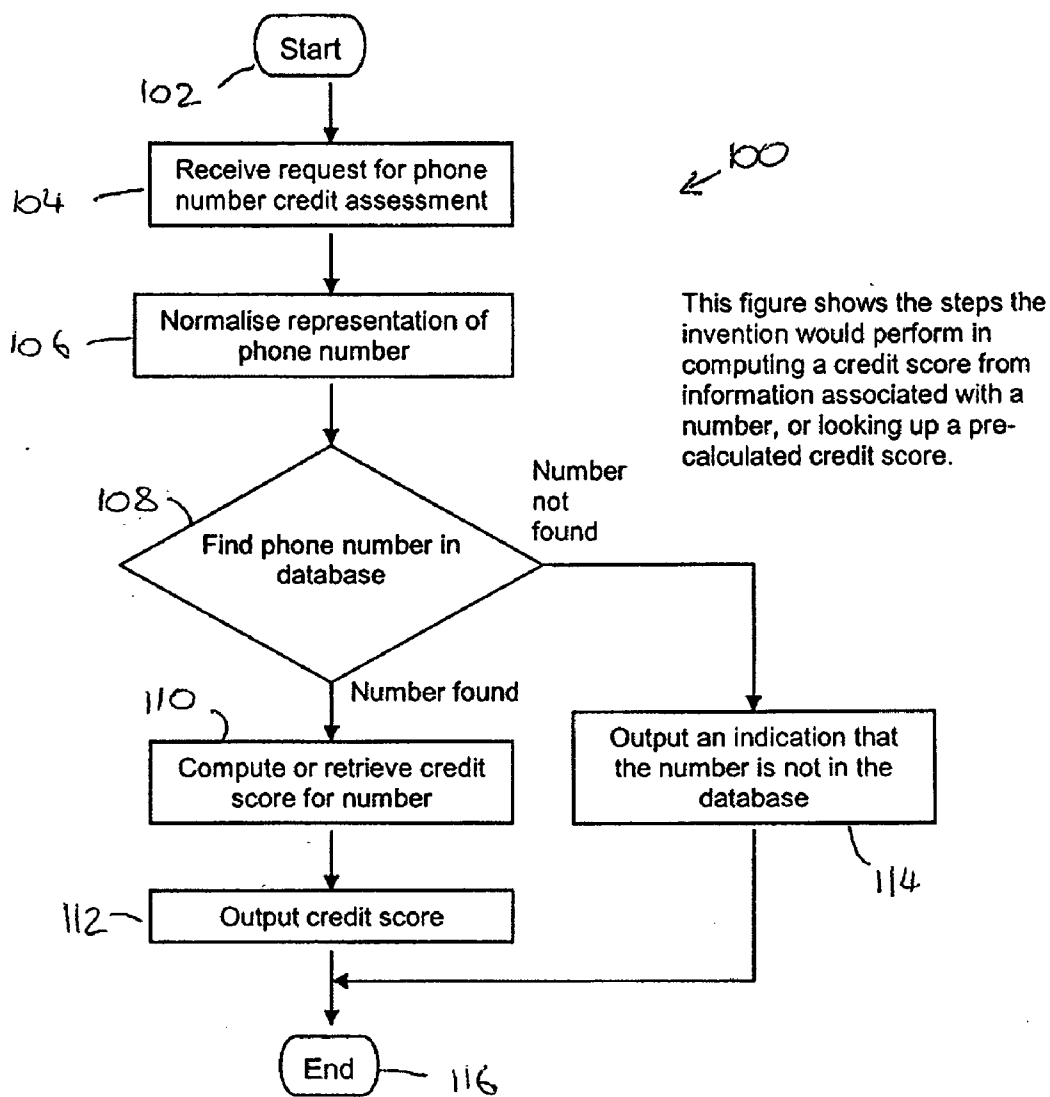 Start
102
Receive request for phone
number credit assessment
104
100
Normalise representation of
phone number
106
This figure shows the steps the
invention would perform in
computing a credit score from
information associated with a
number, or looking up a pre-
calculated credit score.
108
Find phone number in
database
Number
not
found
Number found
110
Compute or retrieve credit
score for number
Output an indication that
the number is not in the
database
114
112
Output credit score
End
116